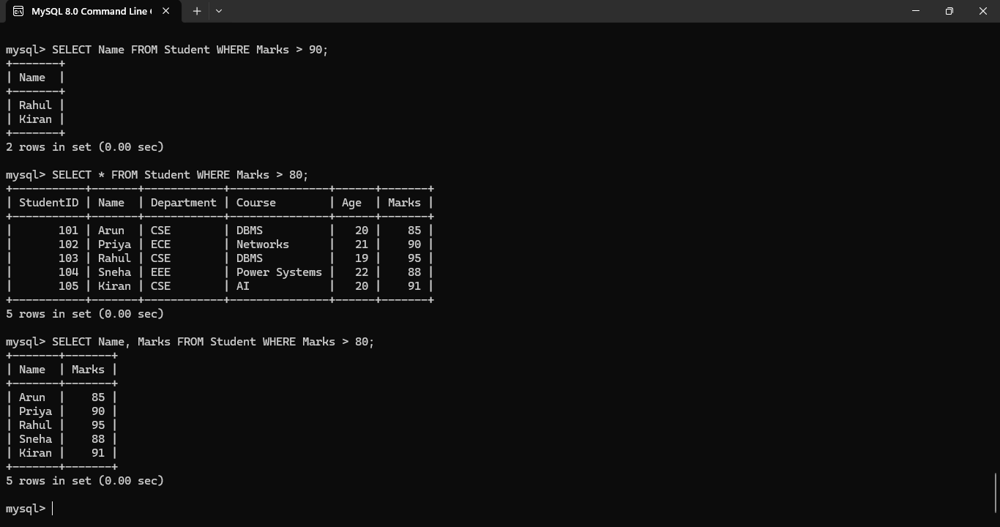 MySQL 8.0 Command Line
mysql> SELECT Name FROM Student WHERE Marks > 90;
+-------+
| Name  |
+-------+
| Rahul |
| Kiran |
+-------+
2 rows in set (0.00 sec)
mysql> SELECT * FROM Student WHERE Marks > 80;
+-----------+-------+------------+---------------+------+-------+
| StudentID | Name  | Department | Course        | Age  | Marks |
+-----------+-------+------------+---------------+------+-------+
|       101 | Arun  | CSE        | DBMS          |   20 |    85 |
|       102 | Priya | ECE        | Networks      |   21 |    90 |
|       103 | Rahul | CSE        | DBMS          |   19 |    95 |
|       104 | Sneha | EEE        | Power Systems |   22 |    88 |
|       105 | Kiran | CSE        | AI            |   20 |    91 |
+-----------+-------+------------+---------------+------+-------+
5 rows in set (0.00 sec)
mysql> SELECT Name, Marks FROM Student WHERE Marks > 80;
+-------+-------+
| Name  | Marks |
+-------+-------+
| Arun  |    85 |
| Priya |    90 |
| Rahul |    95 |
| Sneha |    88 |
| Kiran |    91 |
+-------+-------+
5 rows in set (0.00 sec)
mysql>